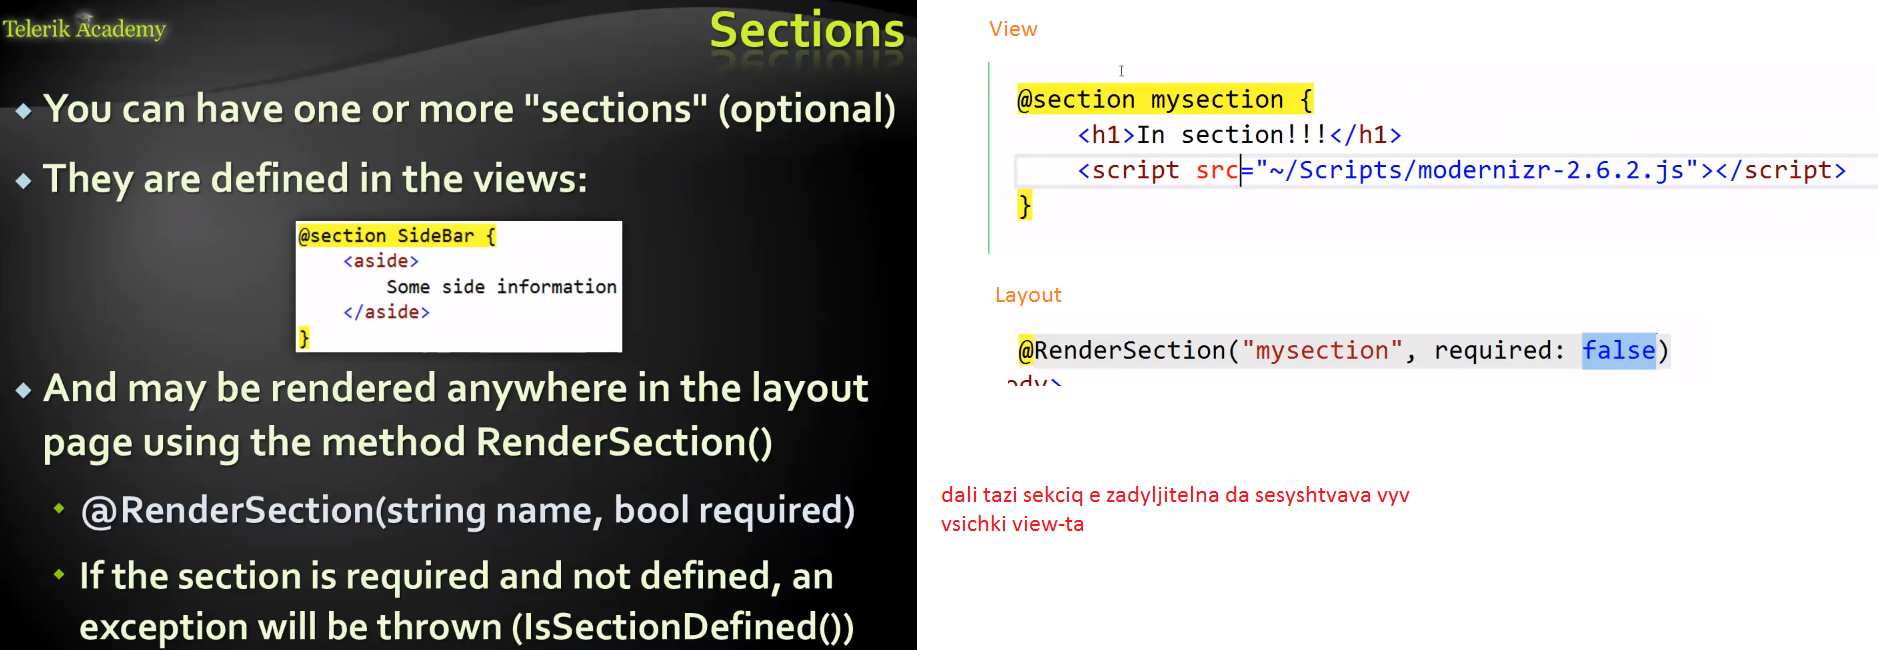 Telerik Academy
Sections
You can have one or more "sections" (optional)
They are defined in the views:
@section SideBar {
<aside>
Some side information
</aside>
}
And may be rendered anywhere in the layout
page using the method RenderSection()
@RenderSection(string name, bool required)
If the section is required and not defined, an
exception will be thrown (IsSectionDefined())
View
@section mysection {
<h1>In section!!!</h1>
<script src="~/Scripts/modernizr-2.6.2.js"></script>
}
Layout
@RenderSection("mysection", required: false)
dali tazi sekciq e zadyljitelna da sesyshtvava vyv
vsichki view-ta